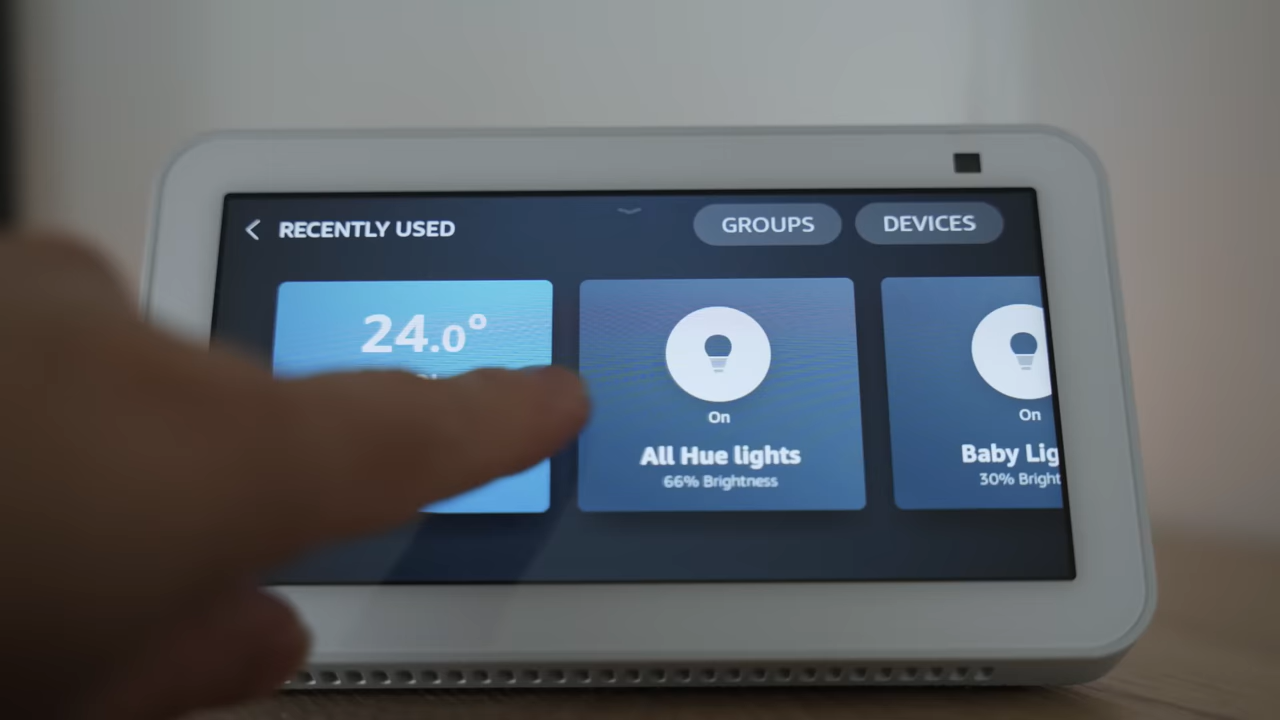 RECENTLY USED
GROUPS
DEVICES
24.0°
On
All Hue lights
66% Brightness
On
Baby Lig
30% Bright